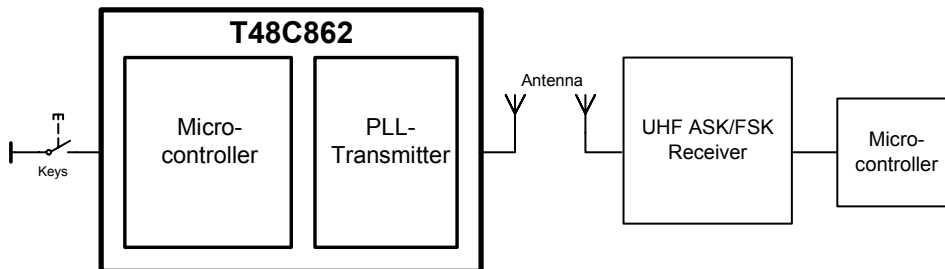 T48C862
Micro-
controller
PLL-
Transmitter
Keys
Antenna
UHF ASK/FSK
Receiver
Micro-
controller